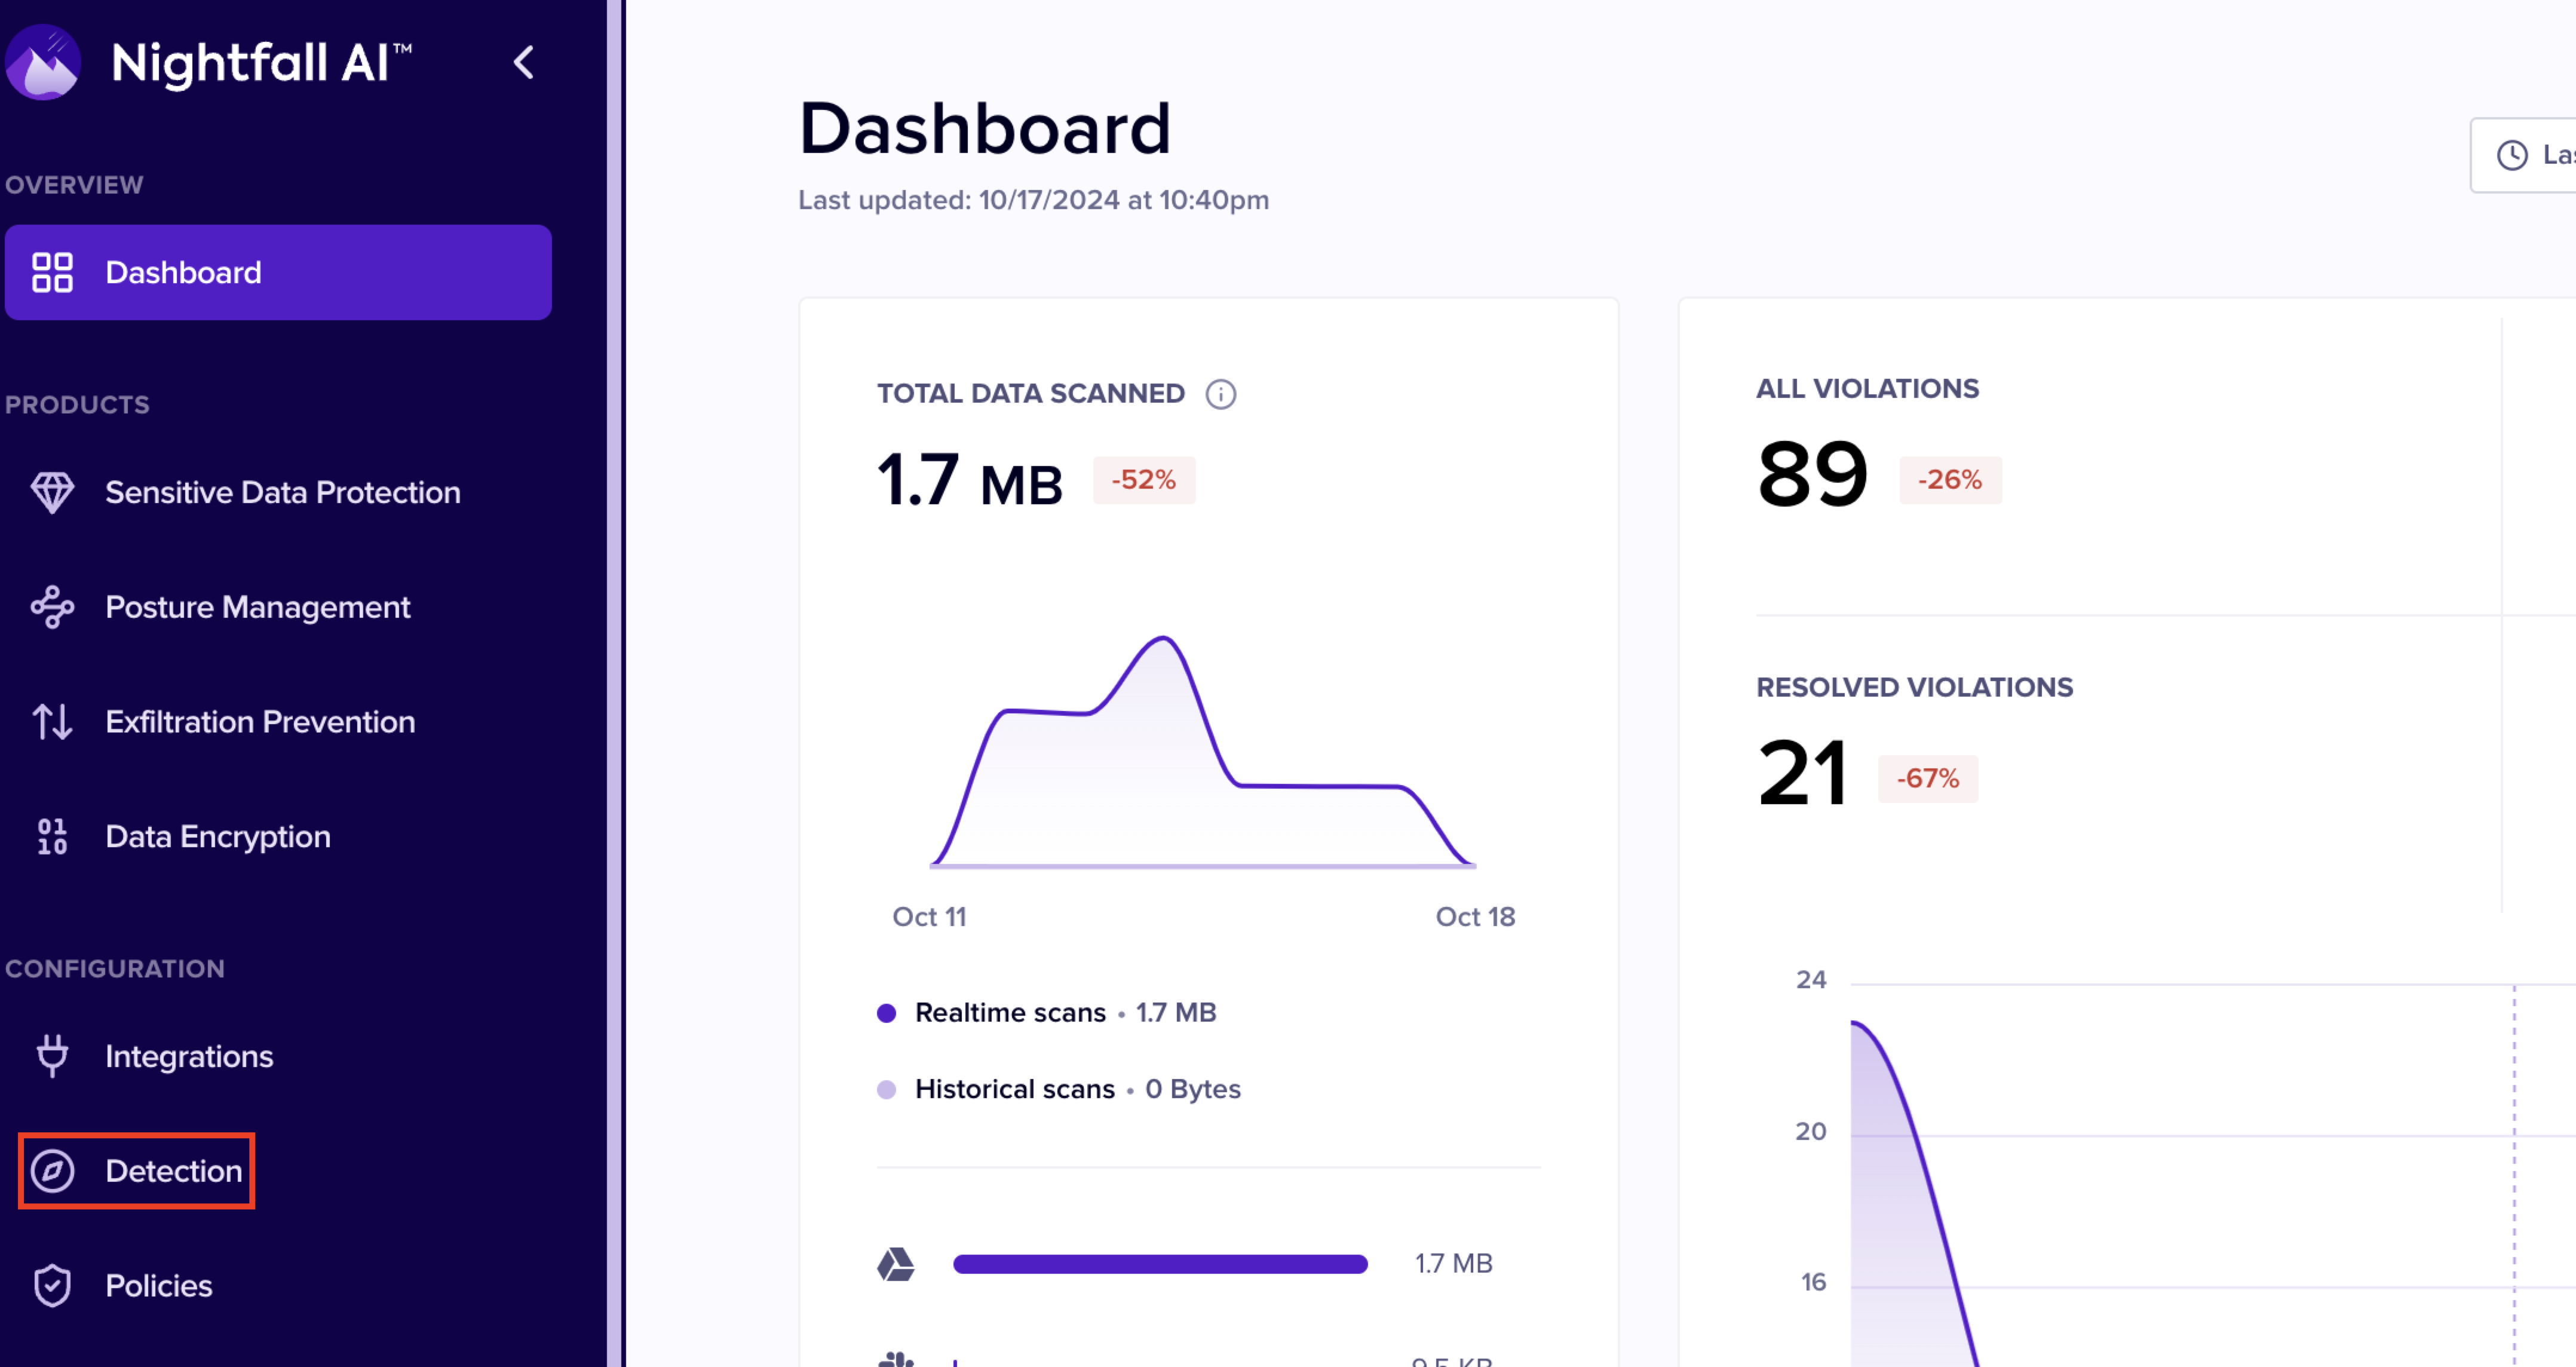 Nightfall AI™
OVERVIEW
Dashboard
PRODUCTS
Sensitive Data Protection
Posture Management
Exfiltration Prevention
01
10
Data Encryption
CONFIGURATION
Integrations
Detection
Policies
Dashboard
Last updated: 10/17/2024 at 10:40pm
TOTAL DATA SCANNED
1.7 MB -52%
Oct 11 Oct 18
Realtime scans • 1.7 MB
Historical scans • 0 Bytes
1.7 MB
ALL VIOLATIONS
89 -26%
RESOLVED VIOLATIONS
21 -67%
24
20
16